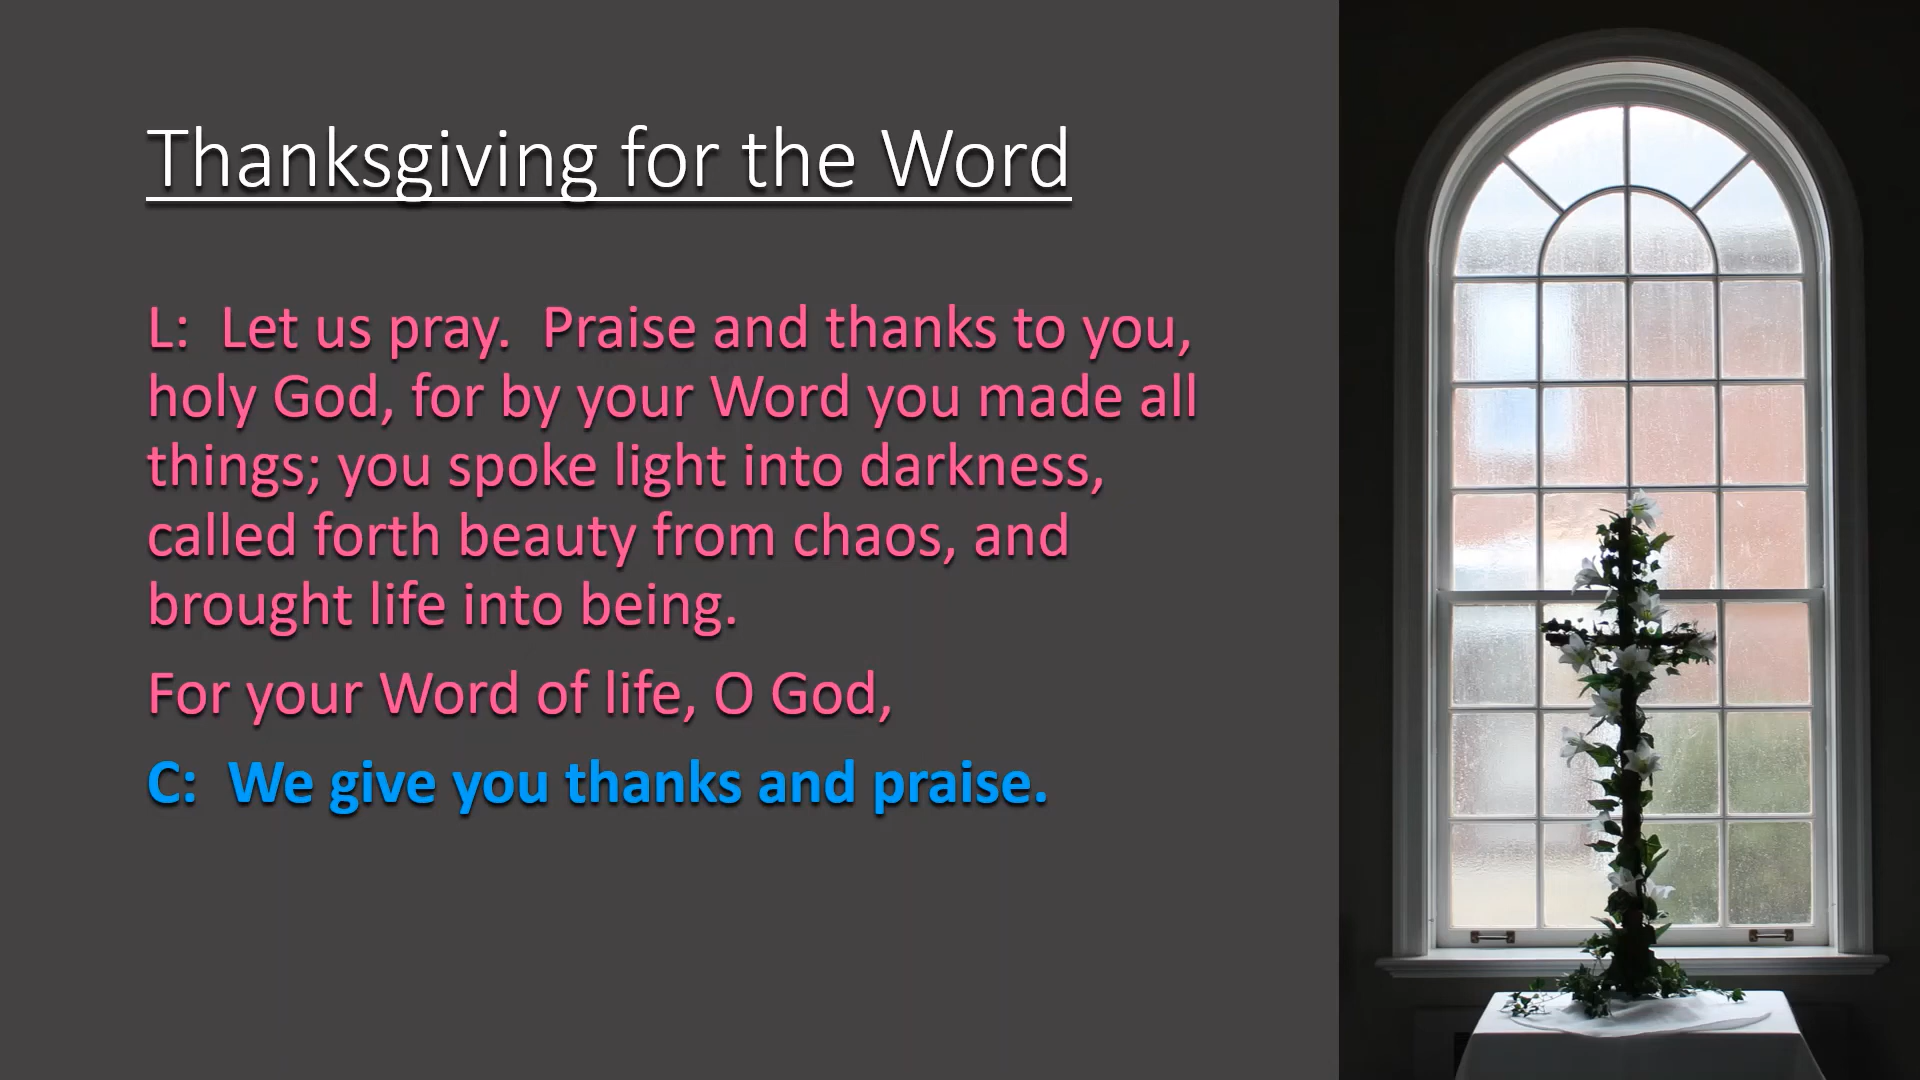 Thanksgiving for the Word
L:  Let us pray.  Praise and thanks to you,
holy God, for by your Word you made all
things; you spoke light into darkness,
called forth beauty from chaos, and
brought life into being.
For your Word of life, O God,
C:  We give you thanks and praise.